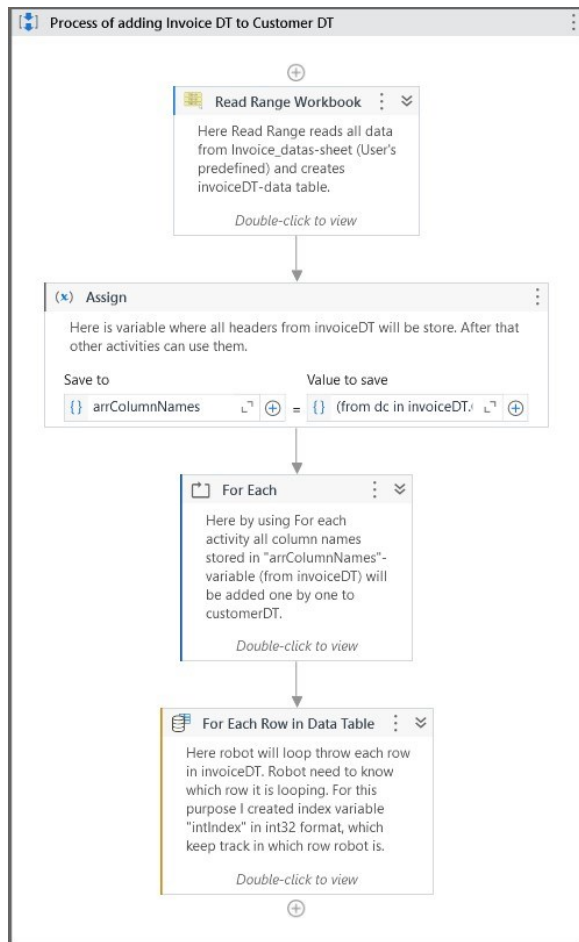 Process of adding Invoice DT to Customer DT
Read Range Workbook
Here Read Range reads all data
from Invoice_datas-sheet (User's
predefined) and creates
invoiceDT-data table.
Double-click to view
(x) Assign
Here is variable where all headers from invoiceDT will be store. After that
other activities can use them.
Save to Value to save
{} arrColumnNames = {} (from dc in invoiceDT.
For Each
Here by using For each
activity all column names
stored in "arrColumnNames"-
variable (from invoiceDT) will
be added one by one to
customerDT.
Double-click to view
For Each Row in Data Table
Here robot will loop throw each row
in invoiceDT. Robot need to know
which row it is looping. For this
purpose I created index variable
"intIndex" in int32 format, which
keep track in which row robot is.
Double-click to view